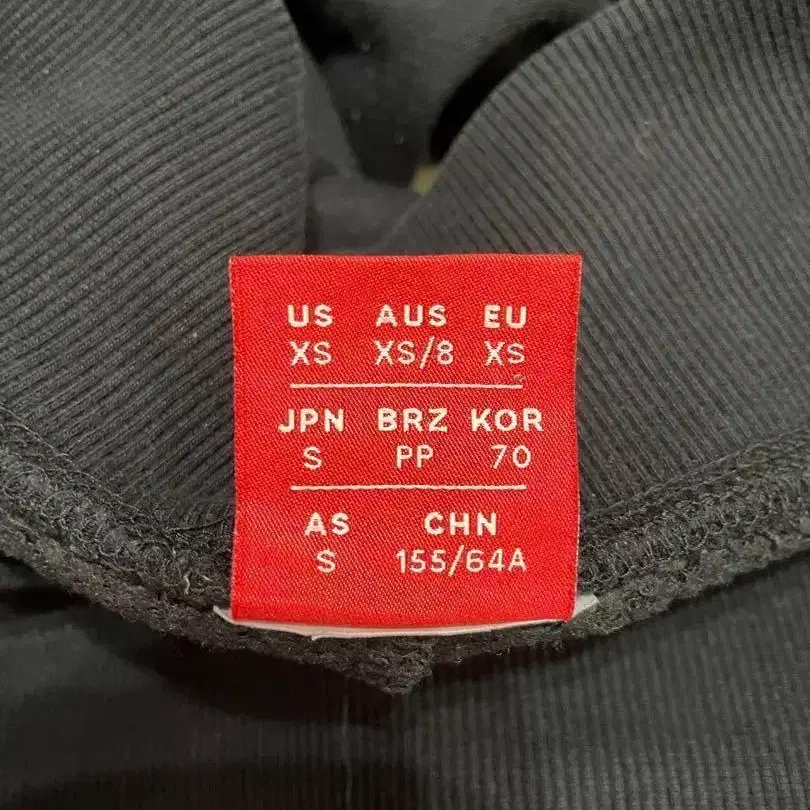 US AUS EU
XS XS/8 XS
JPN BRZ KOR
S PP 70
AS CHN
S 155/64A